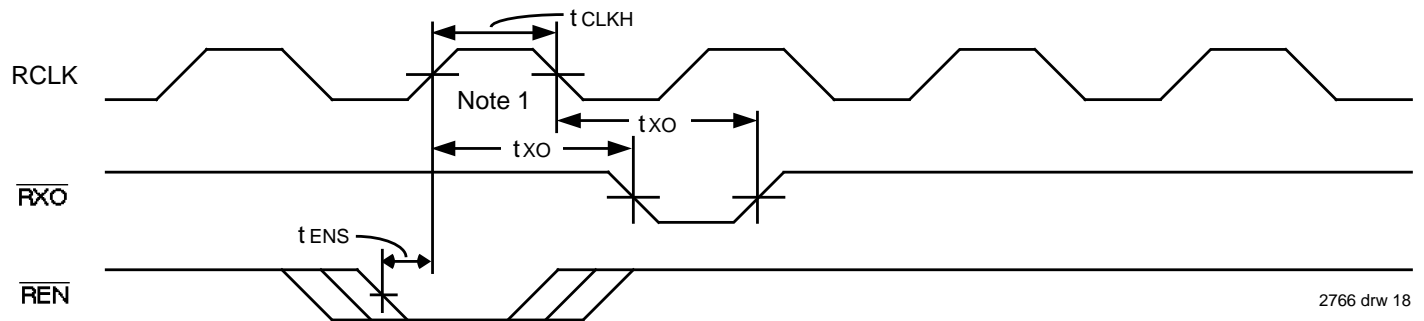 t CLKH
RCLK
Note 1
t XO
t XO
RXO
t ENS
REN
2766 drw 18